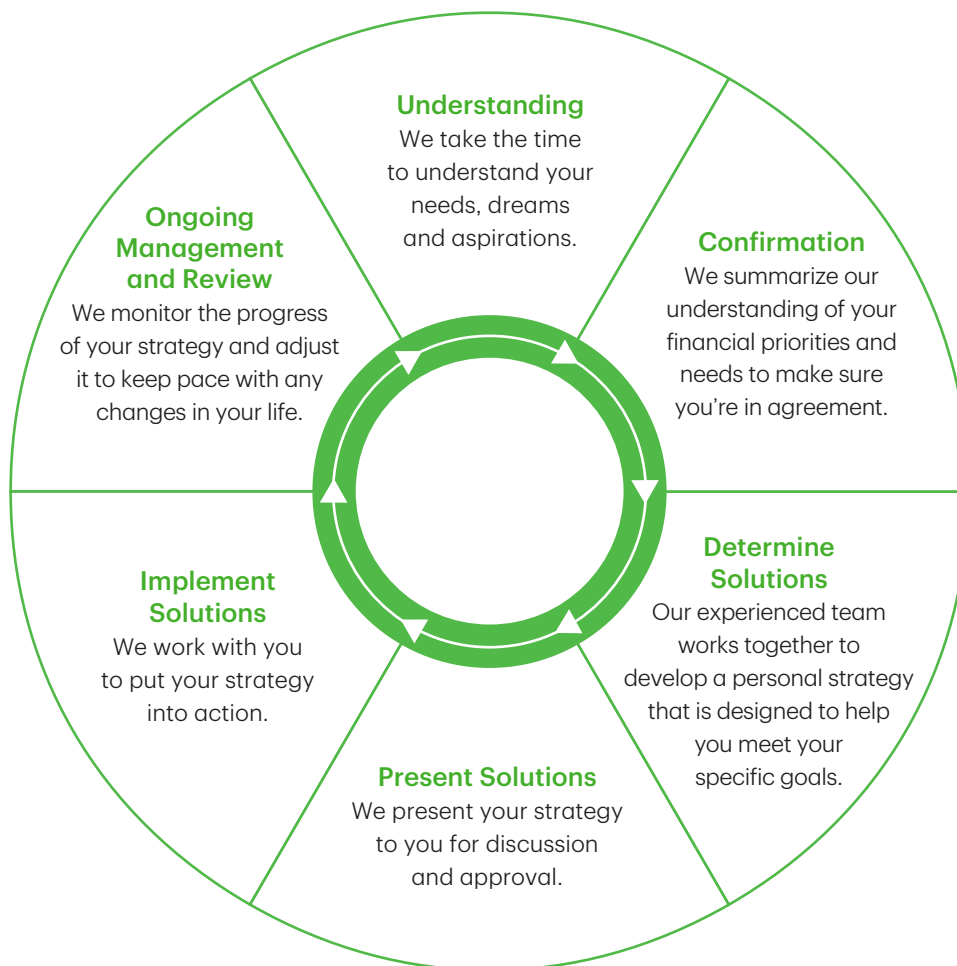 Understanding
We take the time
to understand your
needs, dreams
and aspirations.
Confirmation
We summarize our
understanding of your
financial priorities and
needs to make sure
you’re in agreement.
Determine
Solutions
Our experienced team
works together to
develop a personal strategy
that is designed to help
you meet your
specific goals.
Present Solutions
We present your strategy
to you for discussion
and approval.
Implement
Solutions
We work with you
to put your strategy
into action.
Ongoing
Management
and Review
We monitor the progress
of your strategy and adjust
it to keep pace with any
changes in your life.